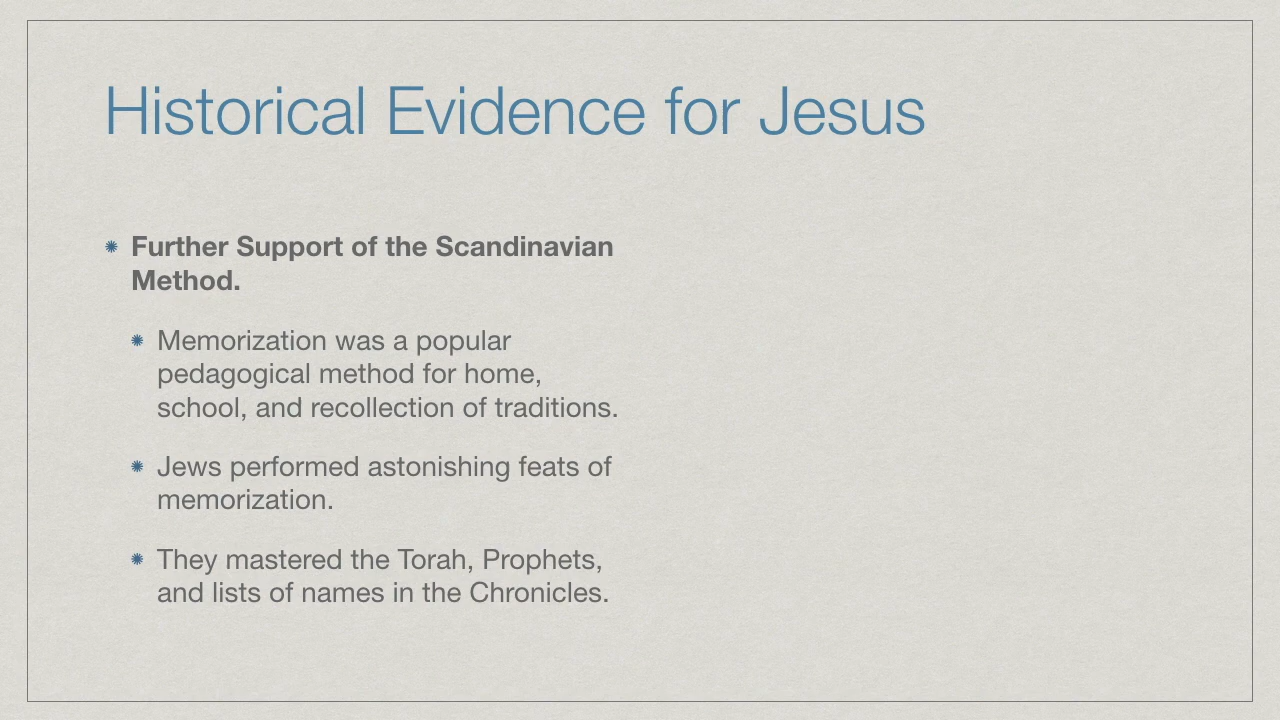 Historical Evidence for Jesus
Further Support of the Scandinavian
Method.
Memorization was a popular
pedagogical method for home,
school, and recollection of traditions.
Jews performed astonishing feats of
memorization.
They mastered the Torah, Prophets,
and lists of names in the Chronicles.